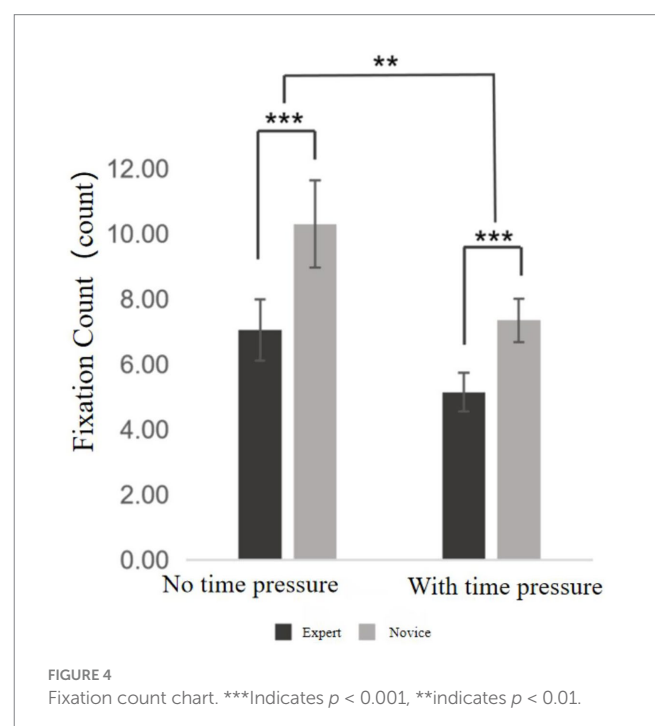 **
***
12.00
10.00
***
8.00
6.00
4.00
2.00
0.00
Fixation Count (count)
No time pressure With time pressure
Expert Novice
FIGURE 4
Fixation count chart. ***Indicates p < 0.001, **indicates p < 0.01.